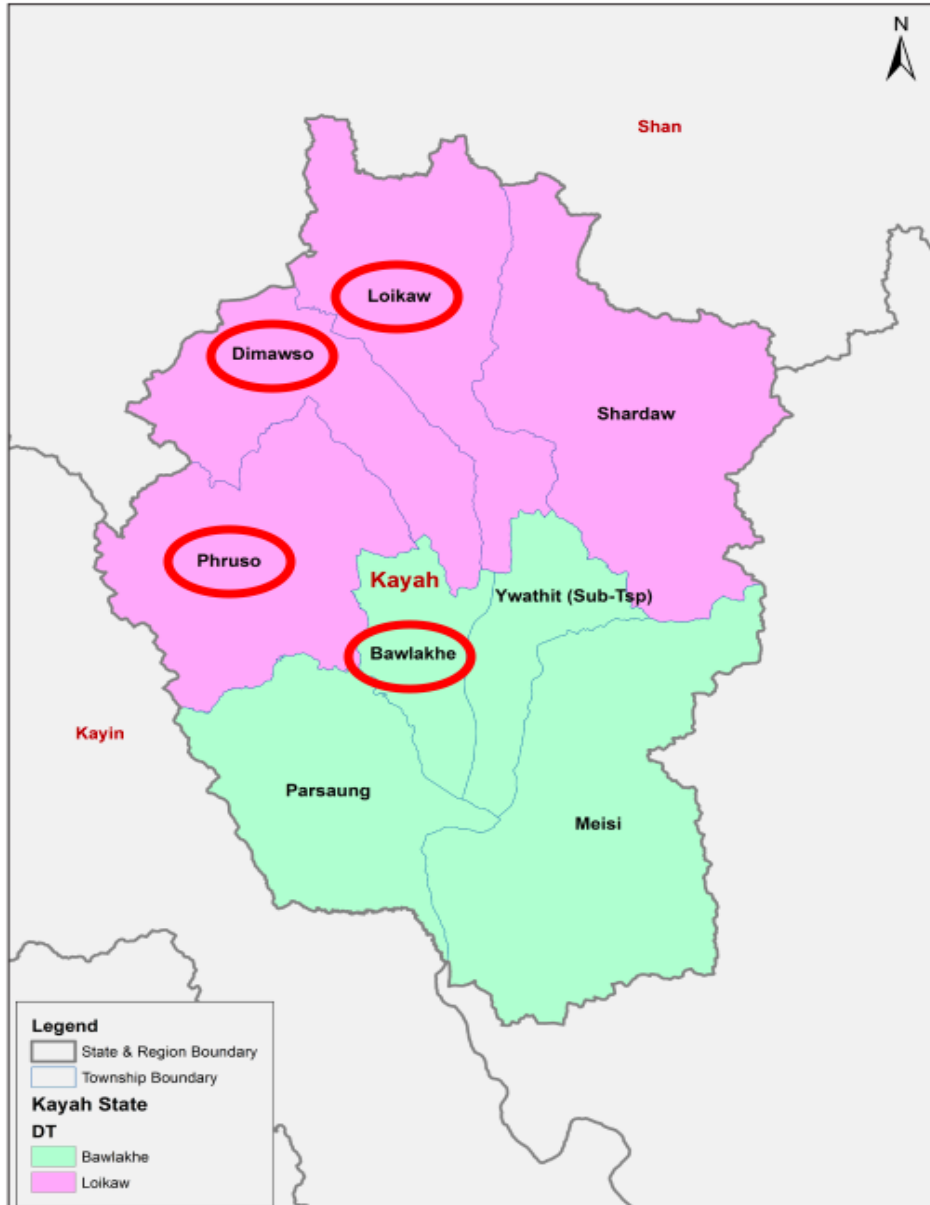 N
Shan
Loikaw
Dimawso
Shardaw
Phruso
Kayah
Ywathit (Sub-Tsp)
Bawlakhe
Kayin
Parsaung
Meisi
Legend
State & Region Boundary
Township Boundary
Kayah State
DT
Bawlakhe
Loikaw